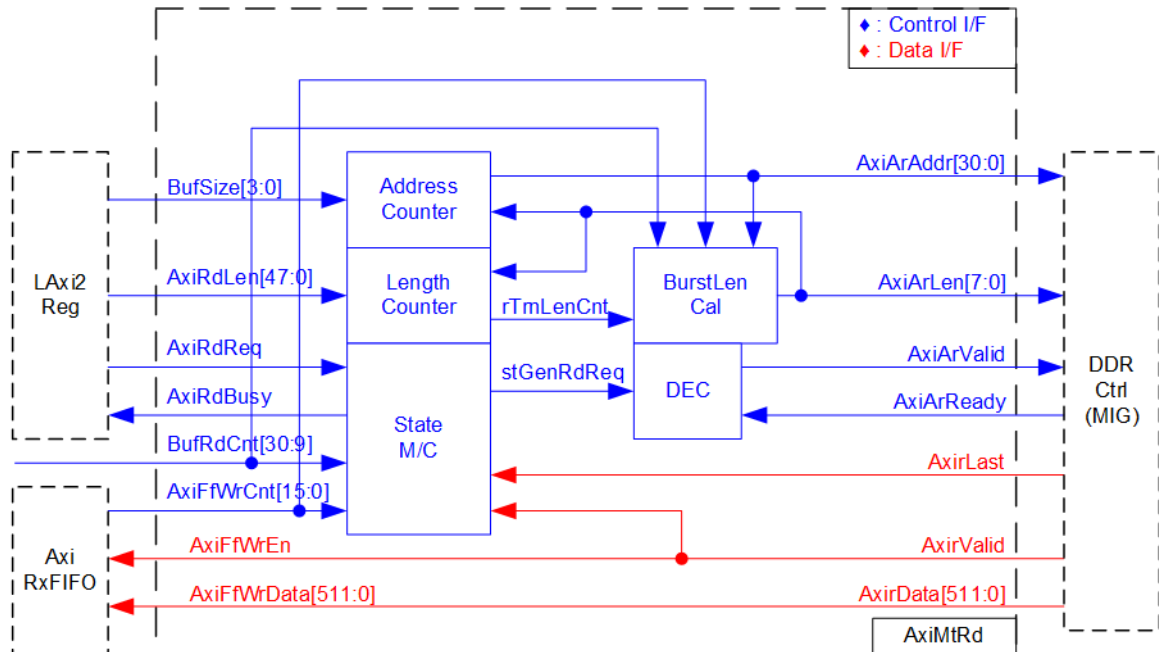 ♦ : Control I/F
♦ : Data I/F
LAxi2
Reg
BufSize[3:0]
AxiRdLen[47:0]
AxiRdReq
AxiRdBusy
BufRdCnt[30:9]
AxiFfWrCnt[15:0]
Axi
RxFIFO
AxiFfWrEn
AxiFfWrData[511:0]
Address
Counter
Length
Counter
State
M/C
rTmLenCnt
stGenRdReq
BurstLen
Cal
DEC
AxiArAddr[30:0]
AxiArLen[7:0]
AxiArValid
AxiArReady
AxirLast
AxirValid
AxirData[511:0]
DDR
Ctrl
(MIG)
AxiMtRd